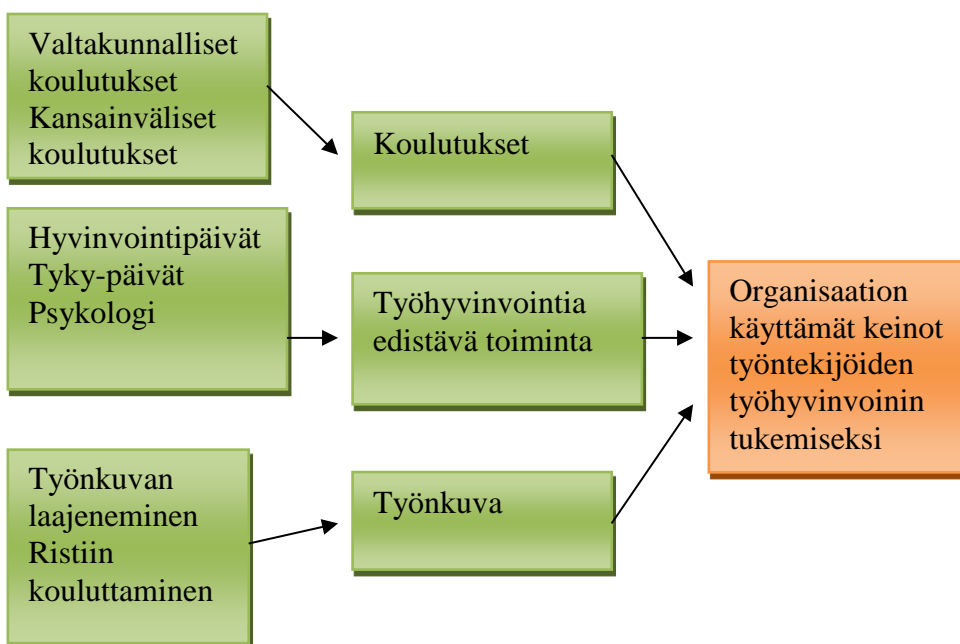 Valtakunnalliset
koulutukset
Kansainväliset
koulutukset
Koulutukset
Hyvinvointipäivät
Tyky-päivät
Psykologi
Työhyvinvointia
edistävä toiminta
Organisaation
käyttämät keinot
työntekijöiden
työhyvinvoinin
tukemiseksi
Työnkuvan
laajeneminen
Ristiin
kouluttaminen
Työnkuva